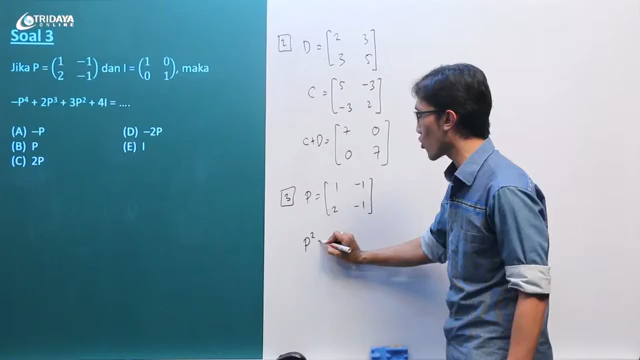 TRIDAYA
ONLINE
Soal 3
Jika P = (1 −1 2 −1) dan I = (1 0 0 1), maka
−P⁴ + 2P³ + 3P² + 4I = ....
(A) −P (D) −2P
(B) P (E) I
(C) 2P
2 D = [2 3
3 5]
C = [5 -3
-3 2]
C+D = [7 0
0 7]
3 P = [1 -1
2 -1]
P²